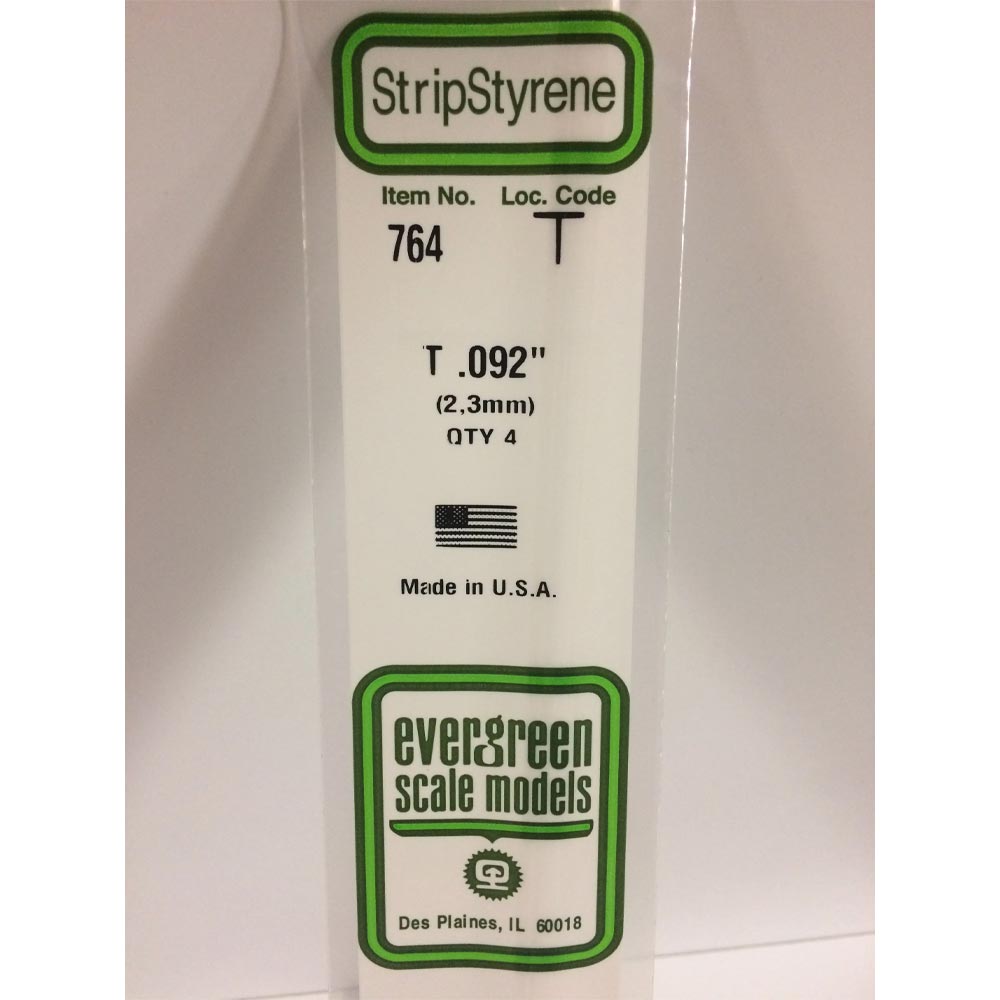 StripStyrene
Item No. Loc. Code
764 T
T .092"
(2,3mm)
QTY 4
Made in U.S.A.
evergreen
scale models
Des Plaines, IL 60018